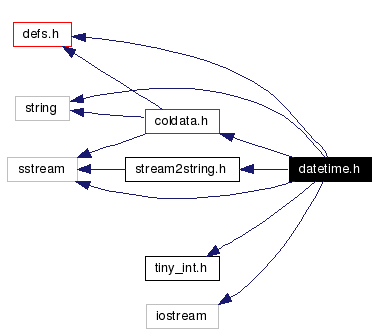 defs.h
string
coldata.h
sstream
stream2string.h
datetime.h
tiny_int.h
iostream